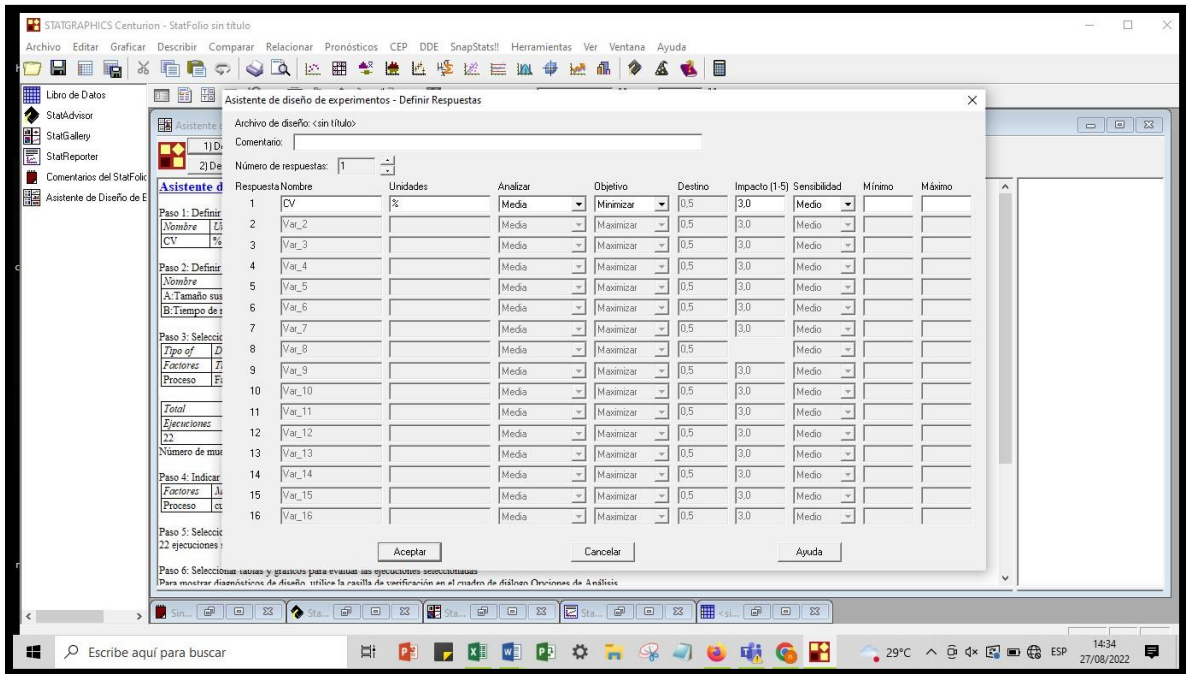 STATGRAPHICS Centurion - StatFolio sin título
Archivo Editar Graficar Describir Comparar Relacionar Pronósticos CEP DDE SnapStats!! Herramientas Ver Ventana Ayuda
Libro de Datos
StatAdvisor
StatGallery
StatReporter
Comentarios del StatFolio
Asistente de Diseño de E
Asistente
1) D
2) De
Asistente d
Paso 1: Definir
Nombre U
CV %
Paso 2: Definir
Nombre
A:Tamaño sus
B:Tiempo de
Paso 3: Selecci
Tipo of D
Factores T
Proceso Fa
Total
Ejecuciones
22
Número de mue
Paso 4: Indicar
Factores M
Proceso cu
Paso 5: Selecci
22 ejecuciones
Paso 6: Seleccionar tablas y gráficos para evaluar las ejecuciones seleccionadas
Para mostrar diagnósticos de diseño, utilice la casilla de verificación en el cuadro de diálogo Opciones de Análisis
Asistente de diseño de experimentos - Definir Respuestas
Archivo de diseño: <sin título>
Comentario:
Número de respuestas: 1
Respuesta Nombre Unidades Analizar Objetivo Destino Impacto (1-5) Sensibilidad Mínimo Máximo
1 CV % Media Minimizar 0,5 3,0 Medio
2 Var_2 Media Maximizar 0,5 3,0 Medio
3 Var_3 Media Maximizar 0,5 3,0 Medio
4 Var_4 Media Maximizar 0,5 3,0 Medio
5 Var_5 Media Maximizar 0,5 3,0 Medio
6 Var_6 Media Maximizar 0,5 3,0 Medio
7 Var_7 Media Maximizar 0,5 3,0 Medio
8 Var_8 Media Maximizar 0,5 Medio
9 Var_9 Media Maximizar 0,5 3,0 Medio
10 Var_10 Media Maximizar 0,5 3,0 Medio
11 Var_11 Media Maximizar 0,5 3,0 Medio
12 Var_12 Media Maximizar 0,5 3,0 Medio
13 Var_13 Media Maximizar 0,5 3,0 Medio
14 Var_14 Media Maximizar 0,5 3,0 Medio
15 Var_15 Media Maximizar 0,5 3,0 Medio
16 Var_16 Media Maximizar 0,5 3,0 Medio
Aceptar Cancelar Ayuda
Sin... Sta... Sta... Sta... <si...
Escribe aquí para buscar
29°C ESP 14:34
27/08/2022